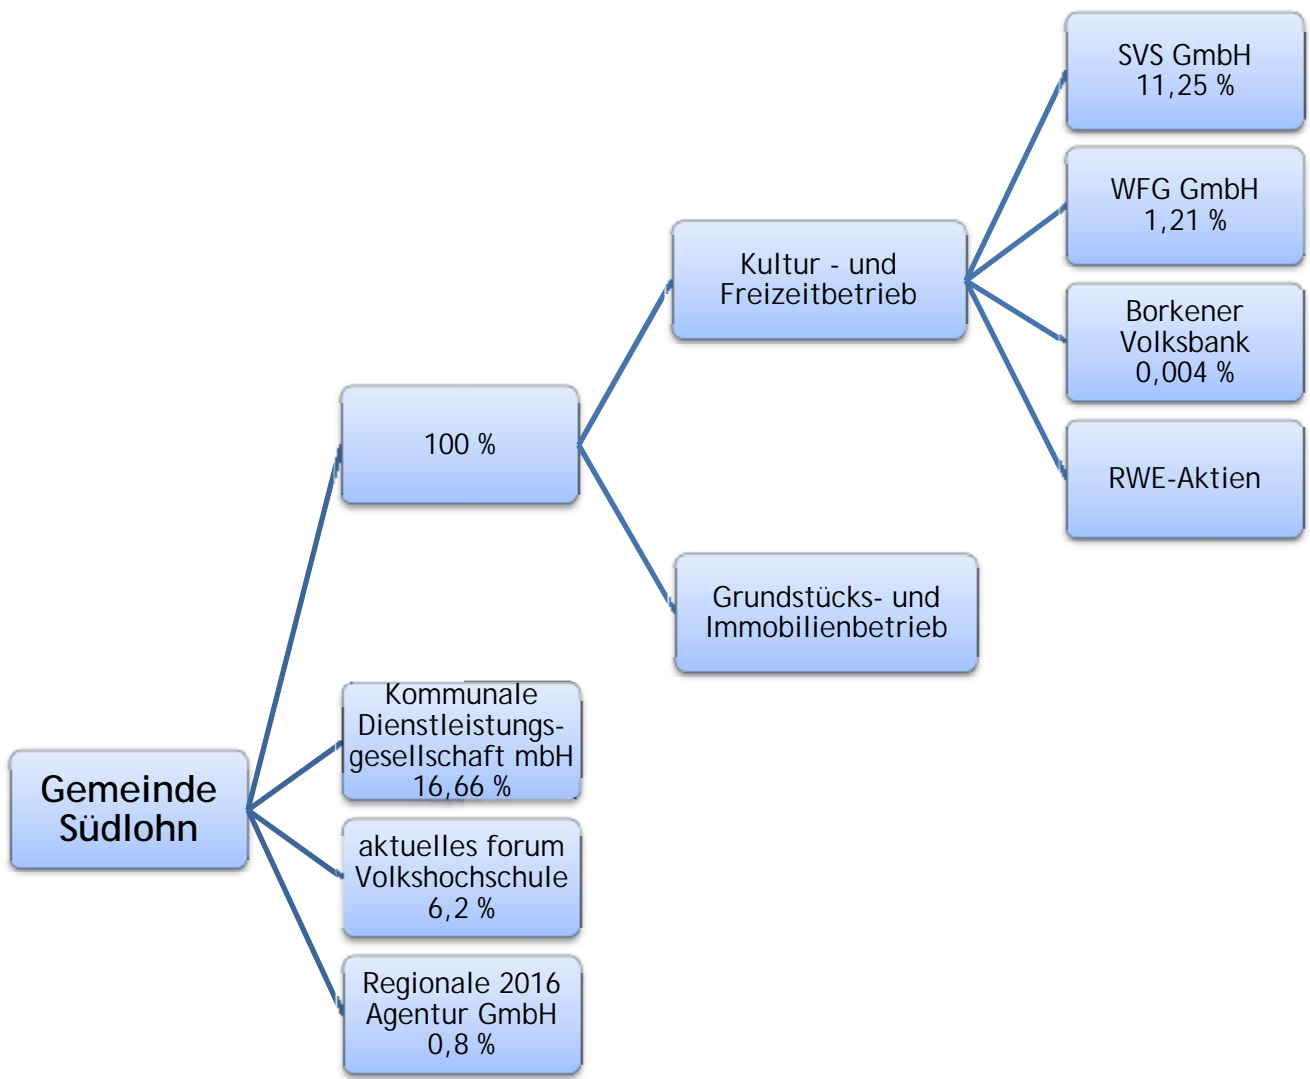 SVS GmbH
11,25 %
WFG GmbH
1,21 %
Kultur - und
Freizeitbetrieb
Borkener
Volksbank
0,004 %
100 %
RWE-Aktien
Grundstücks- und
Immobilienbetrieb
Kommunale
Dienstleistungs-
gesellschaft mbH
16,66 %
Gemeinde
Südlohn
aktuelles forum
Volkshochschule
6,2 %
Regionale 2016
Agentur GmbH
0,8 %